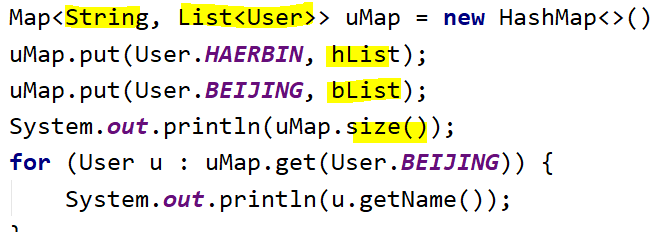 Map<String, List<User>> uMap = new HashMap<>()
uMap.put(User.HAERBIN, hList);
uMap.put(User.BEIJING, bList);
System.out.println(uMap.size());
for (User u : uMap.get(User.BEIJING)) {
    System.out.println(u.getName());
}